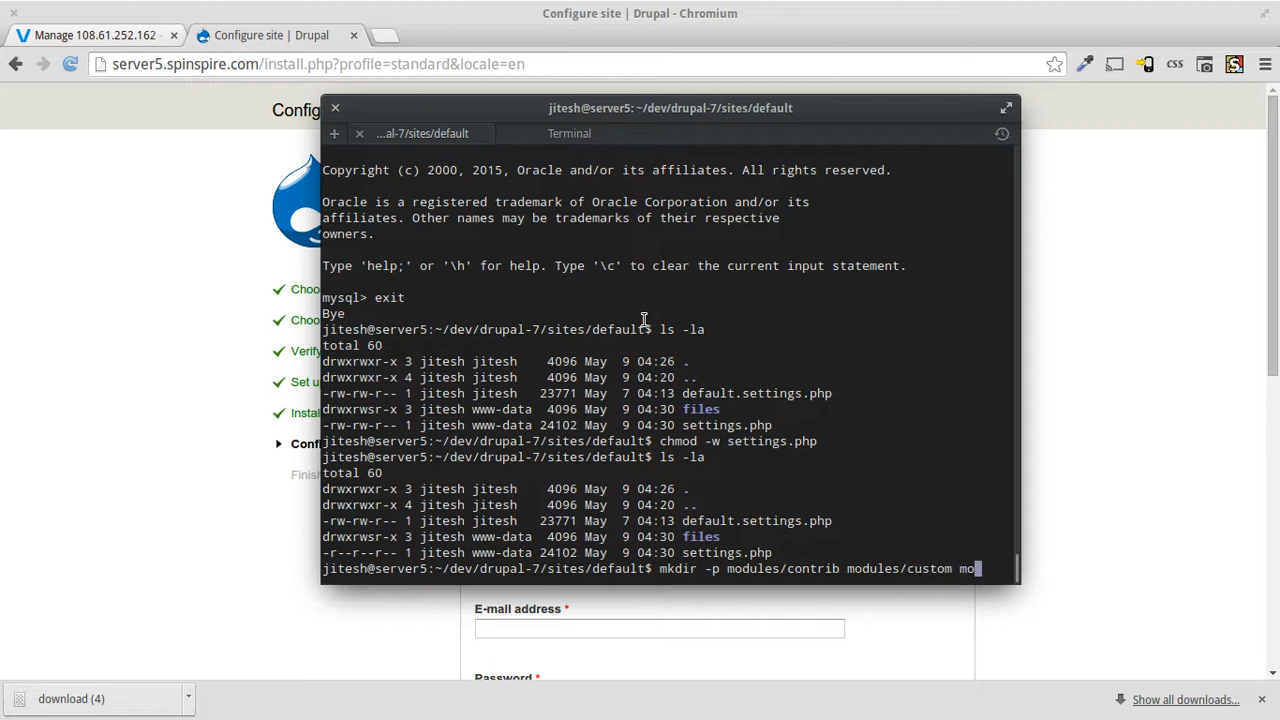 Configure site | Drupal - Chromium
Manage 108.61.252.162
Configure site | Drupal
server5.spinspire.com/install.php?profile=standard&locale=en
CSS
Config
jitesh@server5: ~/dev/drupal-7/sites/default
...al-7/sites/default
Terminal
Copyright (c) 2000, 2015, Oracle and/or its affiliates. All rights reserved.
Oracle is a registered trademark of Oracle Corporation and/or its
affiliates. Other names may be trademarks of their respective
owners.
Type 'help;' or '\h' for help. Type '\c' to clear the current input statement.
mysql> exit
Bye
jitesh@server5:~/dev/drupal-7/sites/default$ ls -la
total 60
drwxrwxr-x 3 jitesh jitesh    4096 May  9 04:26 .
drwxrwxr-x 4 jitesh jitesh    4096 May  9 04:20 ..
-rw-rw-r-- 1 jitesh jitesh   23771 May  7 04:13 default.settings.php
drwxrwsr-x 3 jitesh www-data  4096 May  9 04:30 files
-rw-rw-r-- 1 jitesh www-data 24102 May  9 04:30 settings.php
jitesh@server5:~/dev/drupal-7/sites/default$ chmod -w settings.php
jitesh@server5:~/dev/drupal-7/sites/default$ ls -la
total 60
drwxrwxr-x 3 jitesh jitesh    4096 May  9 04:26 .
drwxrwxr-x 4 jitesh jitesh    4096 May  9 04:20 ..
-rw-rw-r-- 1 jitesh jitesh   23771 May  7 04:13 default.settings.php
drwxrwsr-x 3 jitesh www-data  4096 May  9 04:30 files
-r--r--r-- 1 jitesh www-data 24102 May  9 04:30 settings.php
jitesh@server5:~/dev/drupal-7/sites/default$ mkdir -p modules/contrib modules/custom mo
Choo
Choo
Verify
Set u
Instal
Confi
Finish
E-mail address *
Password *
download (4)
Show all downloads...